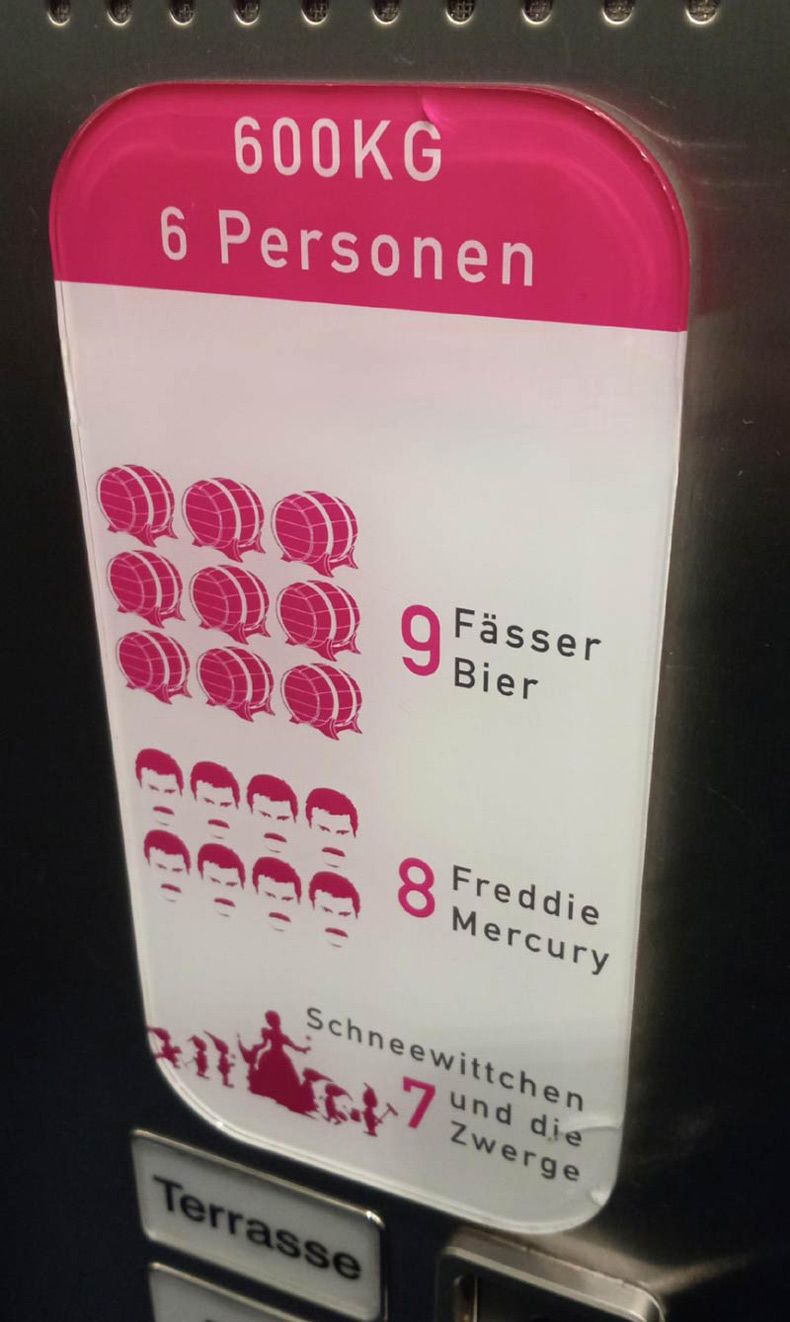 600KG
6 Personen
9 Fässer
Bier
8 Freddie
Mercury
Schneewittchen
7 und die
Zwerge
Terrasse